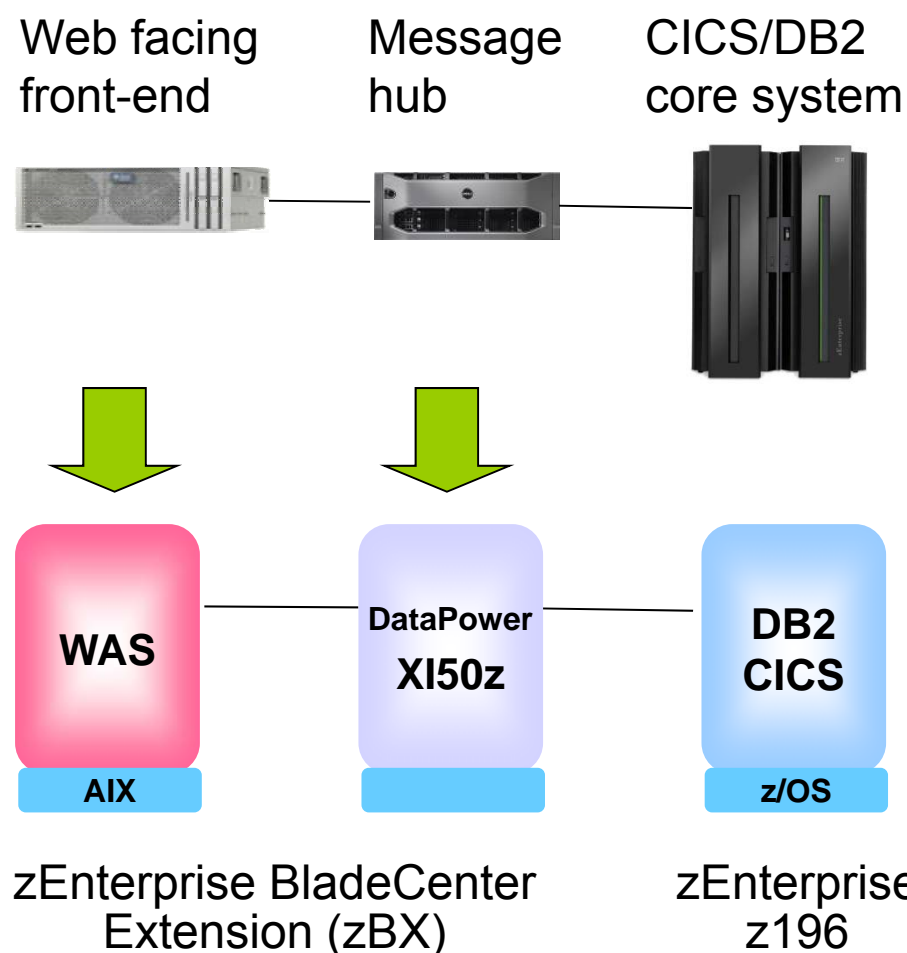 Web facing
front-end
Message
hub
CICS/DB2
core system
WAS
DataPower
XI50z
DB2
CICS
AIX
z/OS
zEnterprise BladeCenter
Extension (zBX)
zEnterprise
z196